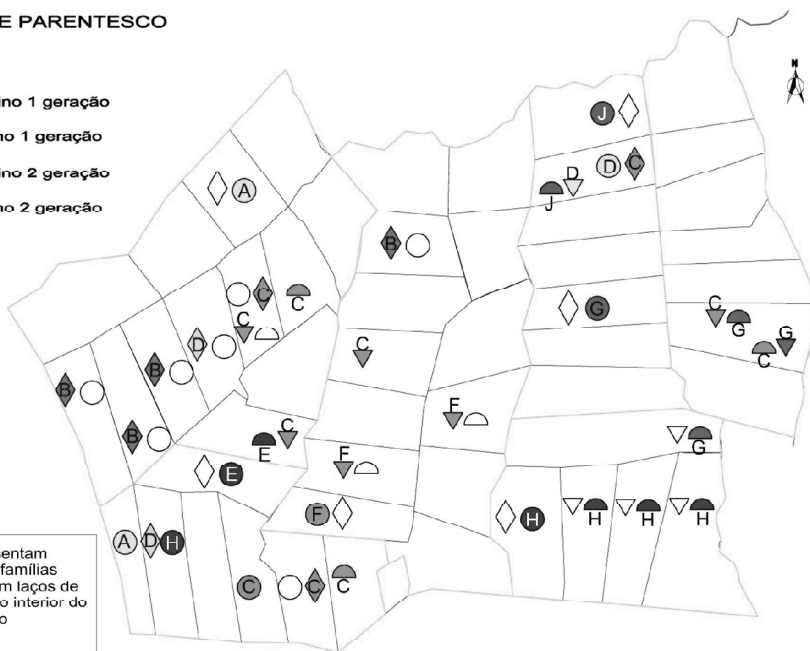 E PARENTESCO
N
ino 1 geração
no 1 geração
ino 2 geração
no 2 geração
J
D
D C
J
A
B
C
C
C
D
B
B
B
G
C
G
G
C
C
F
C
E
E
F
G
F
H
H
H
H
A D H
C
C
C
sentam
famílias
m laços de
o interior do
o